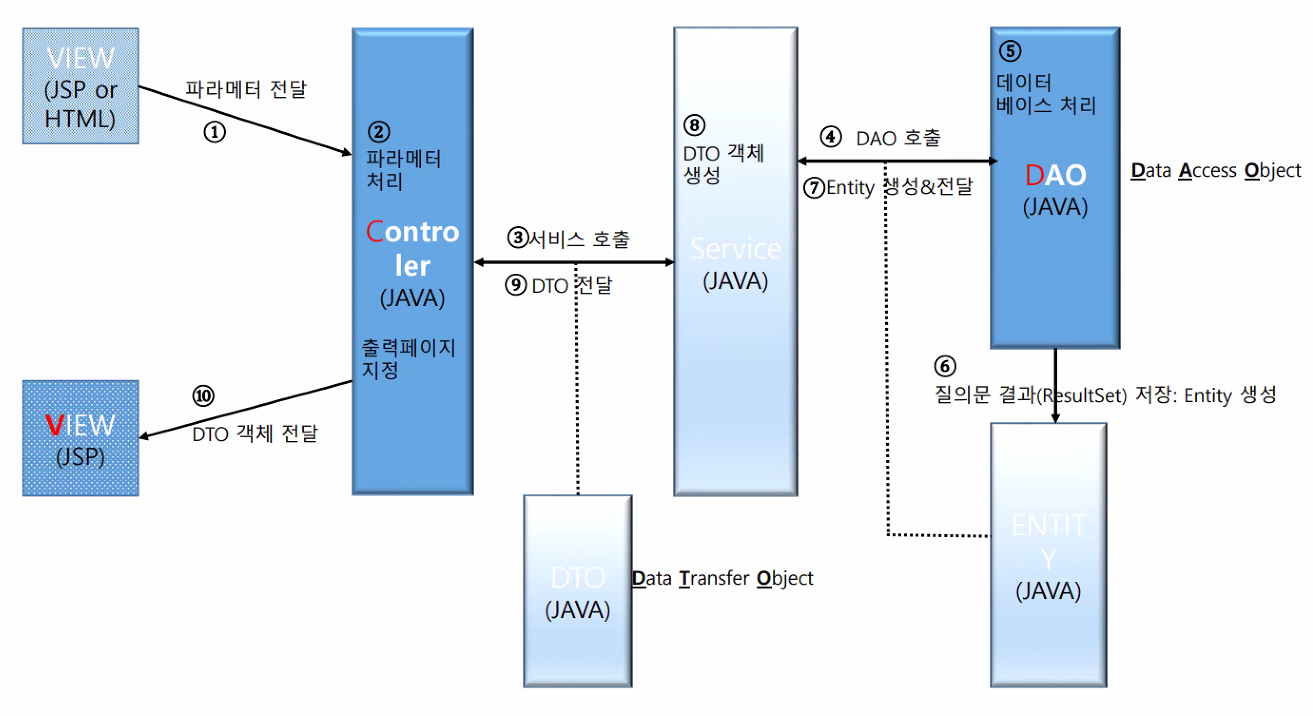 VIEW
(JSP or
HTML)
파라메터 전달
①
②
파라메터
처리
Contro
ler
(JAVA)
출력페이지
지정
③서비스 호출
⑨ DTO 전달
⑧
DTO 객체
생성
Service
(JAVA)
④ DAO 호출
⑦Entity 생성&전달
⑤
데이터
베이스 처리
DAO
(JAVA)
Data Access Object
⑥
질의문 결과(ResultSet) 저장: Entity 생성
ENTIT
Y
(JAVA)
⑩
DTO 객체 전달
VIEW
(JSP)
DTO
(JAVA)
Data Transfer Object